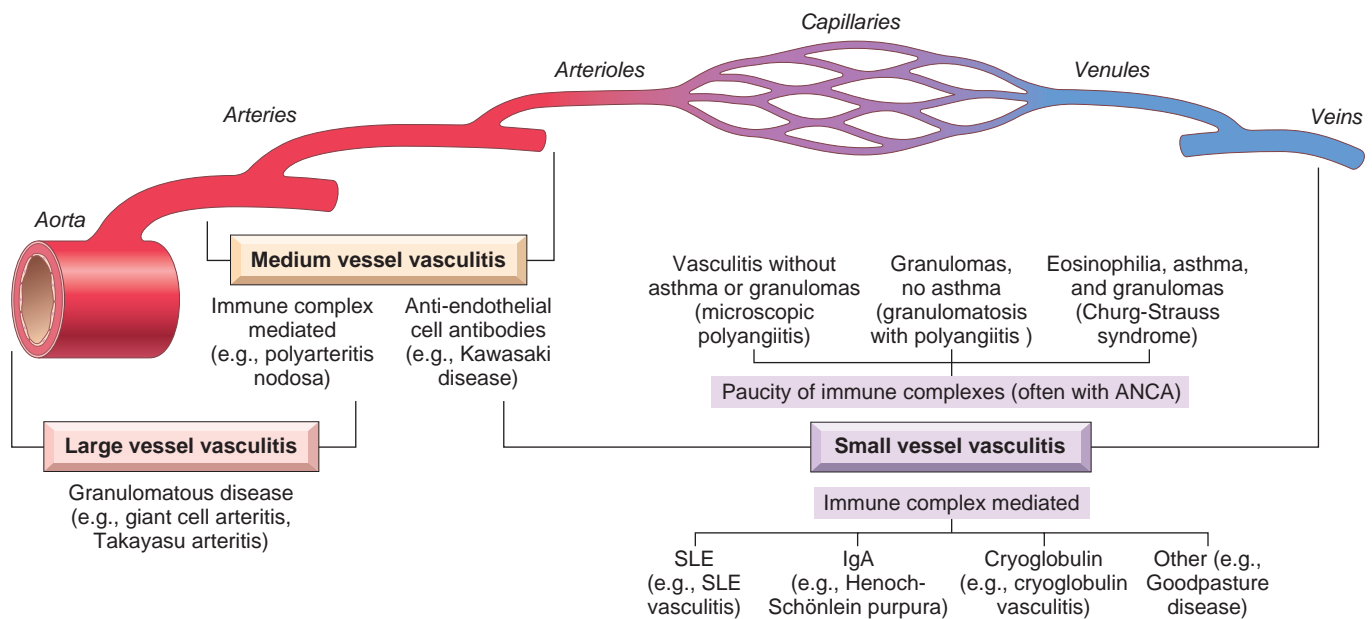 Capillaries
Arterioles
Venules
Arteries
Veins
Aorta
Medium vessel vasculitis
Immune complex
mediated
(e.g., polyarteritis
nodosa)
Anti-endothelial
cell antibodies
(e.g., Kawasaki
disease)
Vasculitis without
asthma or granulomas
(microscopic
polyangiitis)
Granulomas,
no asthma
(granulomatosis
with polyangiitis )
Eosinophilia, asthma,
and granulomas
(Churg-Strauss
syndrome)
Paucity of immune complexes (often with ANCA)
Large vessel vasculitis
Granulomatous disease
(e.g., giant cell arteritis,
Takayasu arteritis)
Small vessel vasculitis
Immune complex mediated
SLE
(e.g., SLE
vasculitis)
IgA
(e.g., Henoch-
Schönlein purpura)
Cryoglobulin
(e.g., cryoglobulin
vasculitis)
Other (e.g.,
Goodpasture
disease)